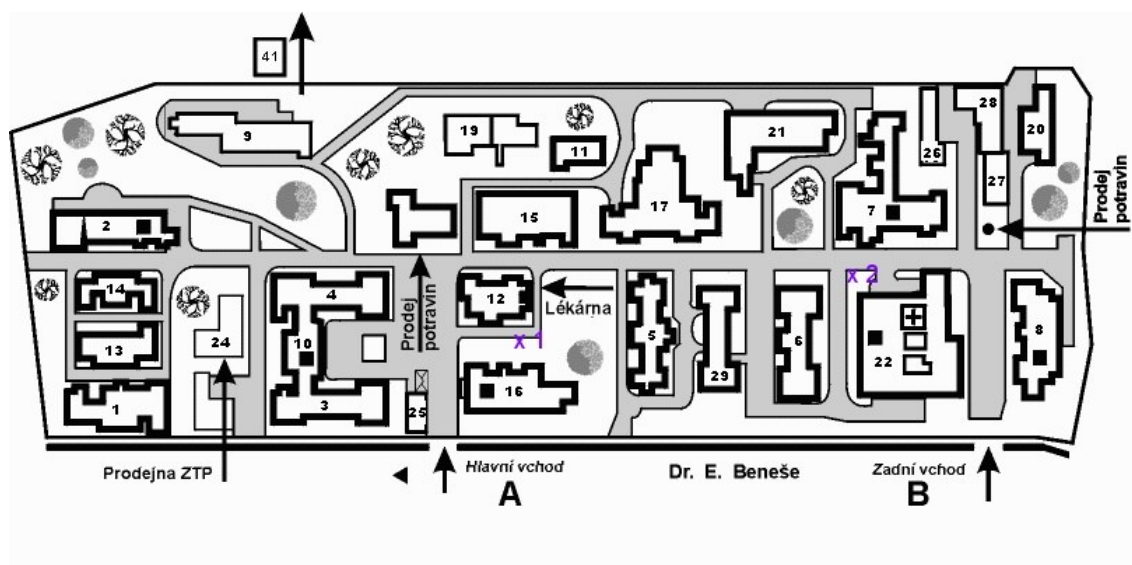 41
9
19
11
21
26
28
20
27
2
15
17
7
Prodej
potravin
14
4
12
Lékárna
x 1
x 2
13
24
10
Prodej
potravin
5
29
6
22
8
1
3
25
16
Prodejna ZTP
Hlavní vchod
A
Dr. E. Beneše
Zadní vchod
B